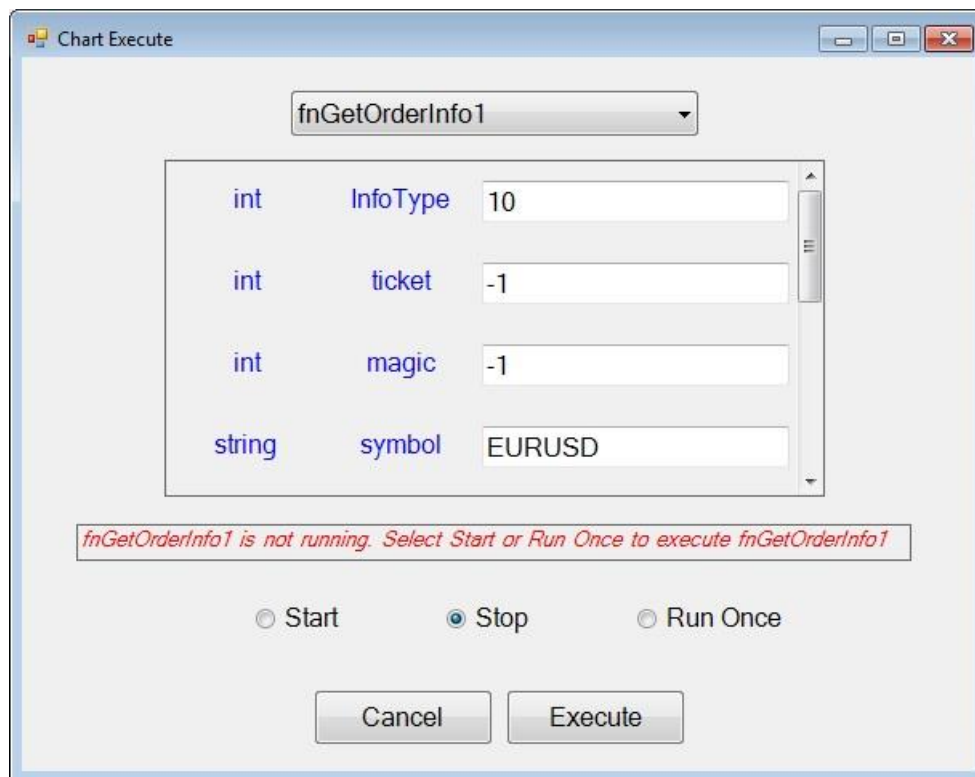 Chart Execute
fnGetOrderInfo1
int InfoType 10
int ticket -1
int magic -1
string symbol EURUSD
fnGetOrderInfo1 is not running. Select Start or Run Once to execute fnGetOrderInfo1
Start Stop Run Once
Cancel Execute